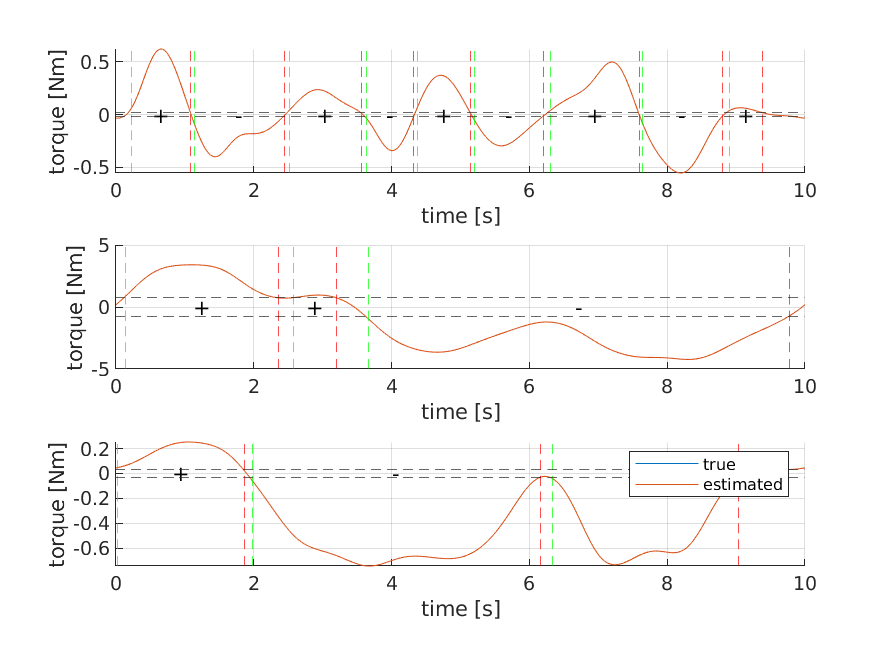 torque [Nm]
0.5
0
-0.5
+ - + - + - + - +
0 2 4 6 8 10
time [s]
torque [Nm]
5
0
-5
+ + -
0 2 4 6 8 10
time [s]
torque [Nm]
0.2
0
-0.2
-0.4
-0.6
+ -
true
estimated
0 2 4 6 8 10
time [s]